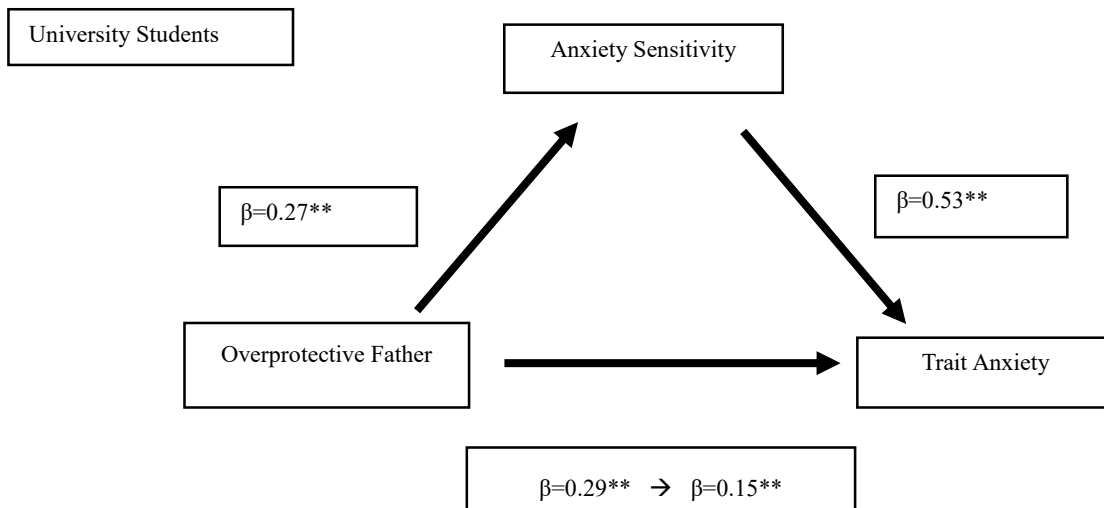 University Students
Anxiety Sensitivity
β=0.27**
β=0.53**
Overprotective Father
Trait Anxiety
β=0.29** → β=0.15**